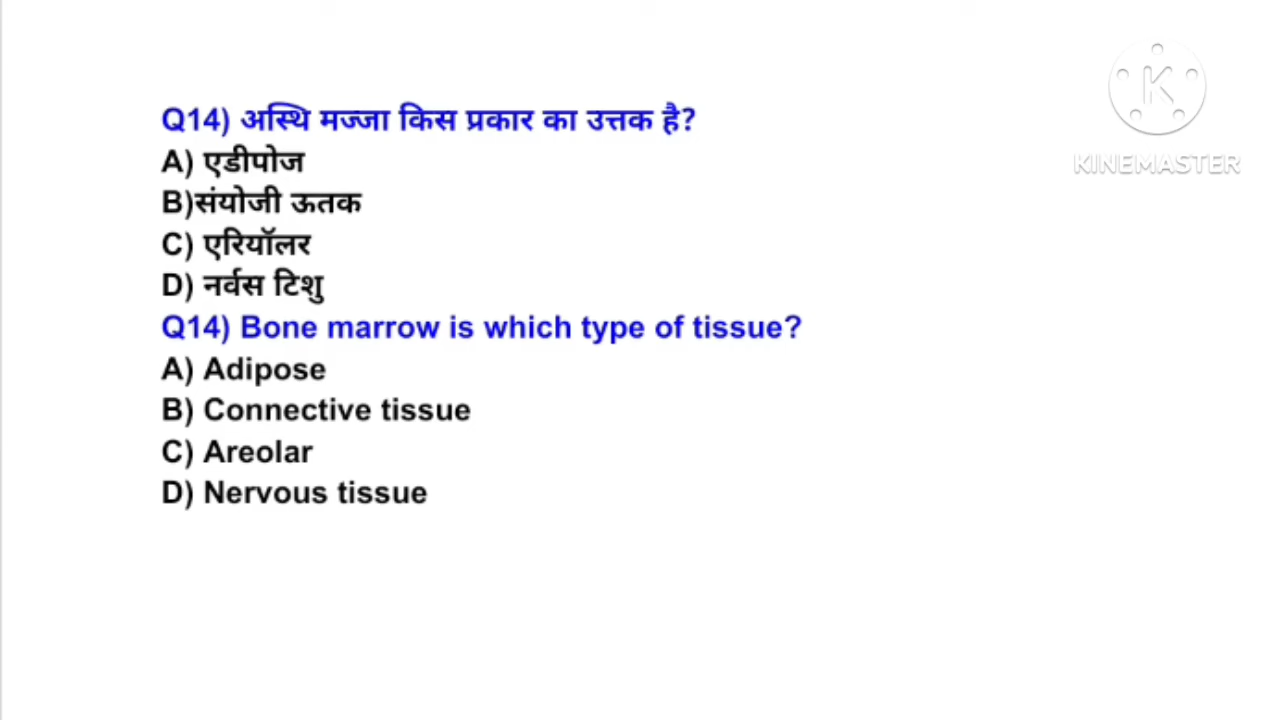 Q14) अस्थि मज्जा किस प्रकार का उत्तक है?
A) एडीपोज
B)संयोजी ऊतक
C) एरियॉलर
D) नर्वस टिशु
Q14) Bone marrow is which type of tissue?
A) Adipose
B) Connective tissue
C) Areolar
D) Nervous tissue
K
KINEMASTER